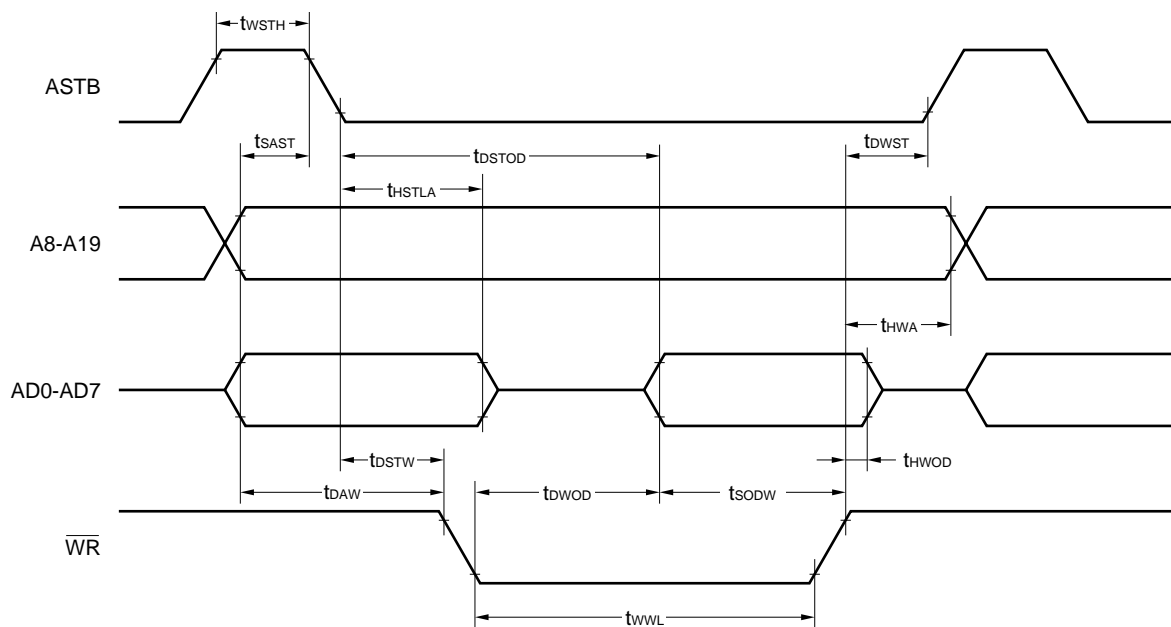 tWSTH
ASTB
tSAST
tDSTOD
tDWST
tHSTLA
A8-A19
tHWA
AD0-AD7
tDSTW
tHWOD
tDAW
tDWOD
tSODW
WR
tWWL